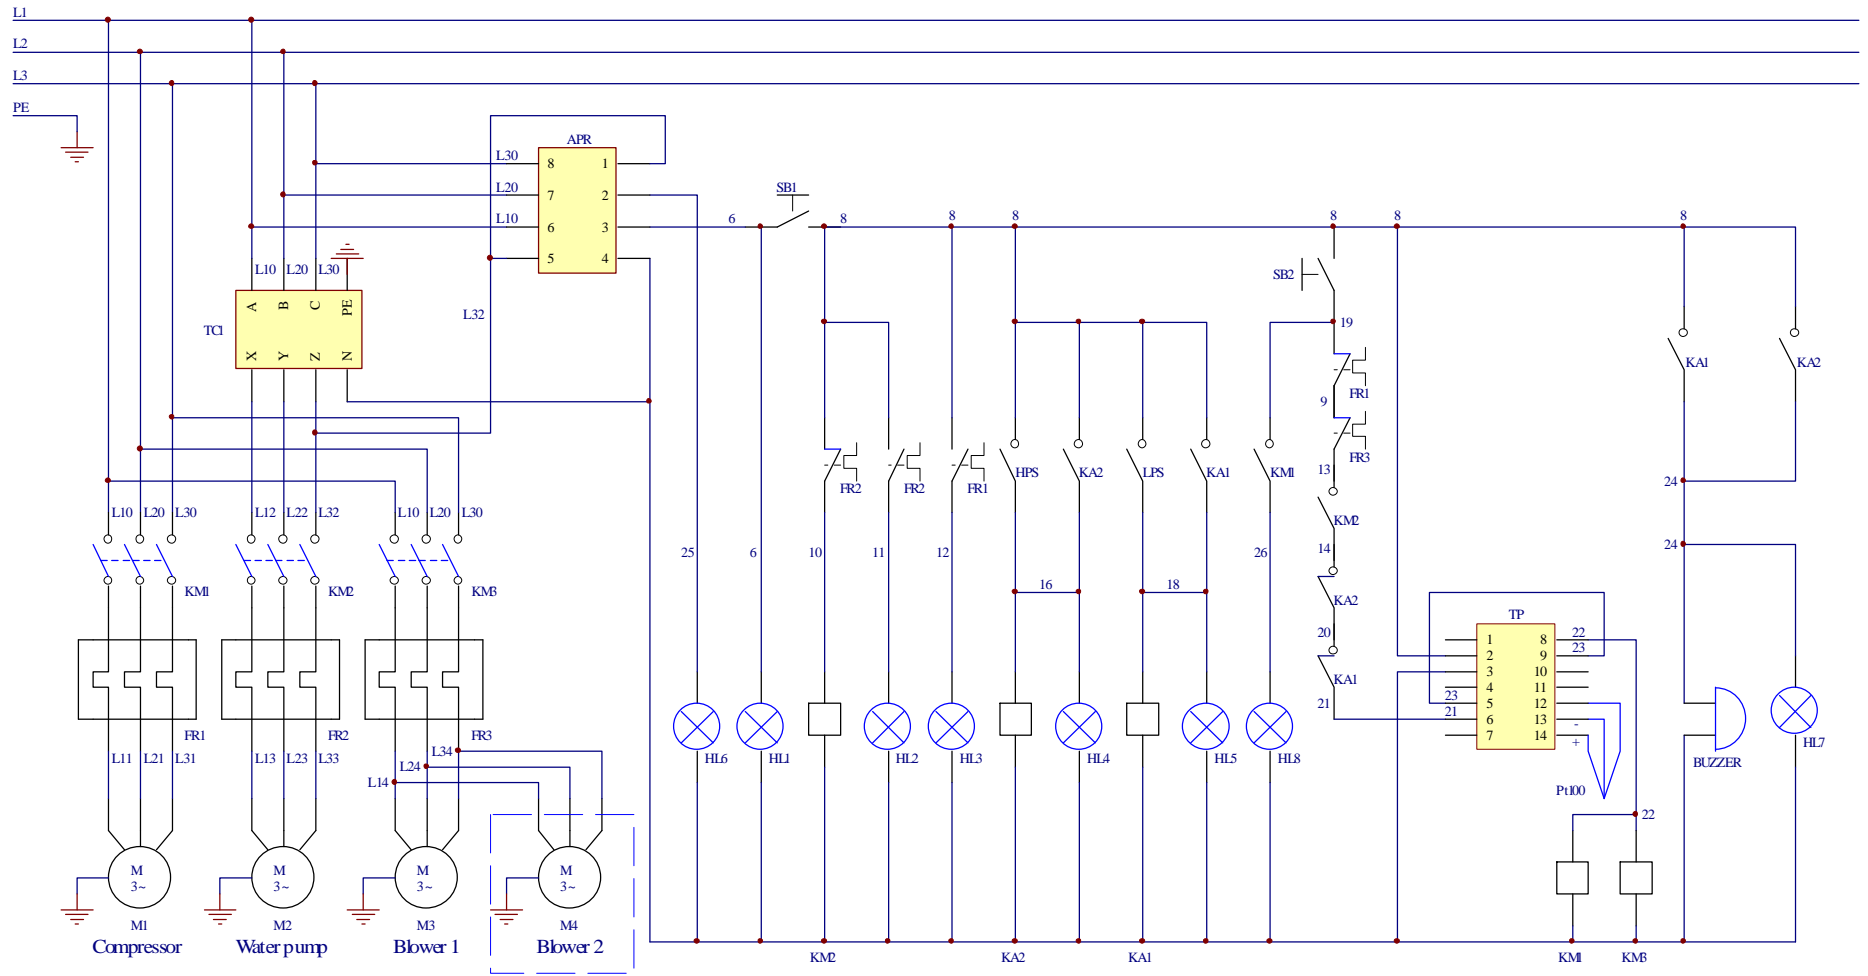 L1
L2
L3
PE
APR
L30 8 1
L20 7 2
L10 6 3
5 4
6 SB1 8 8 8 8 8 8
L10 L20 L30
A B C PE
TC1
X Y Z N
L32
SB2
19
FR1
9
FR3
13
KM2
14
KA2
20
KA1
21
KA1 KA2
24
24
FR2 FR2 FR1 HPS KA2 LPS KA1 KM1
25 6 10 11 12 16 18 26
L10 L20 L30 L12 L22 L32 L10 L20 L30
KM1 KM2 KM3
FR1 FR2 FR3
L11 L21 L31 L13 L23 L33 L14 L24 L34
HL6 HL1 HL2 HL3 HL4 HL5 HL8
TP
1 8 22
2 9 23
3 10
4 11
23 5 12
21 6 13 -
7 14 +
Pt100
22
BUZZER
HL7
M 3~ M 3~ M 3~ M 3~
M1 M2 M3 M4
Compressor Water pump Blower 1 Blower 2
KM2 KA2 KA1 KM1 KM3